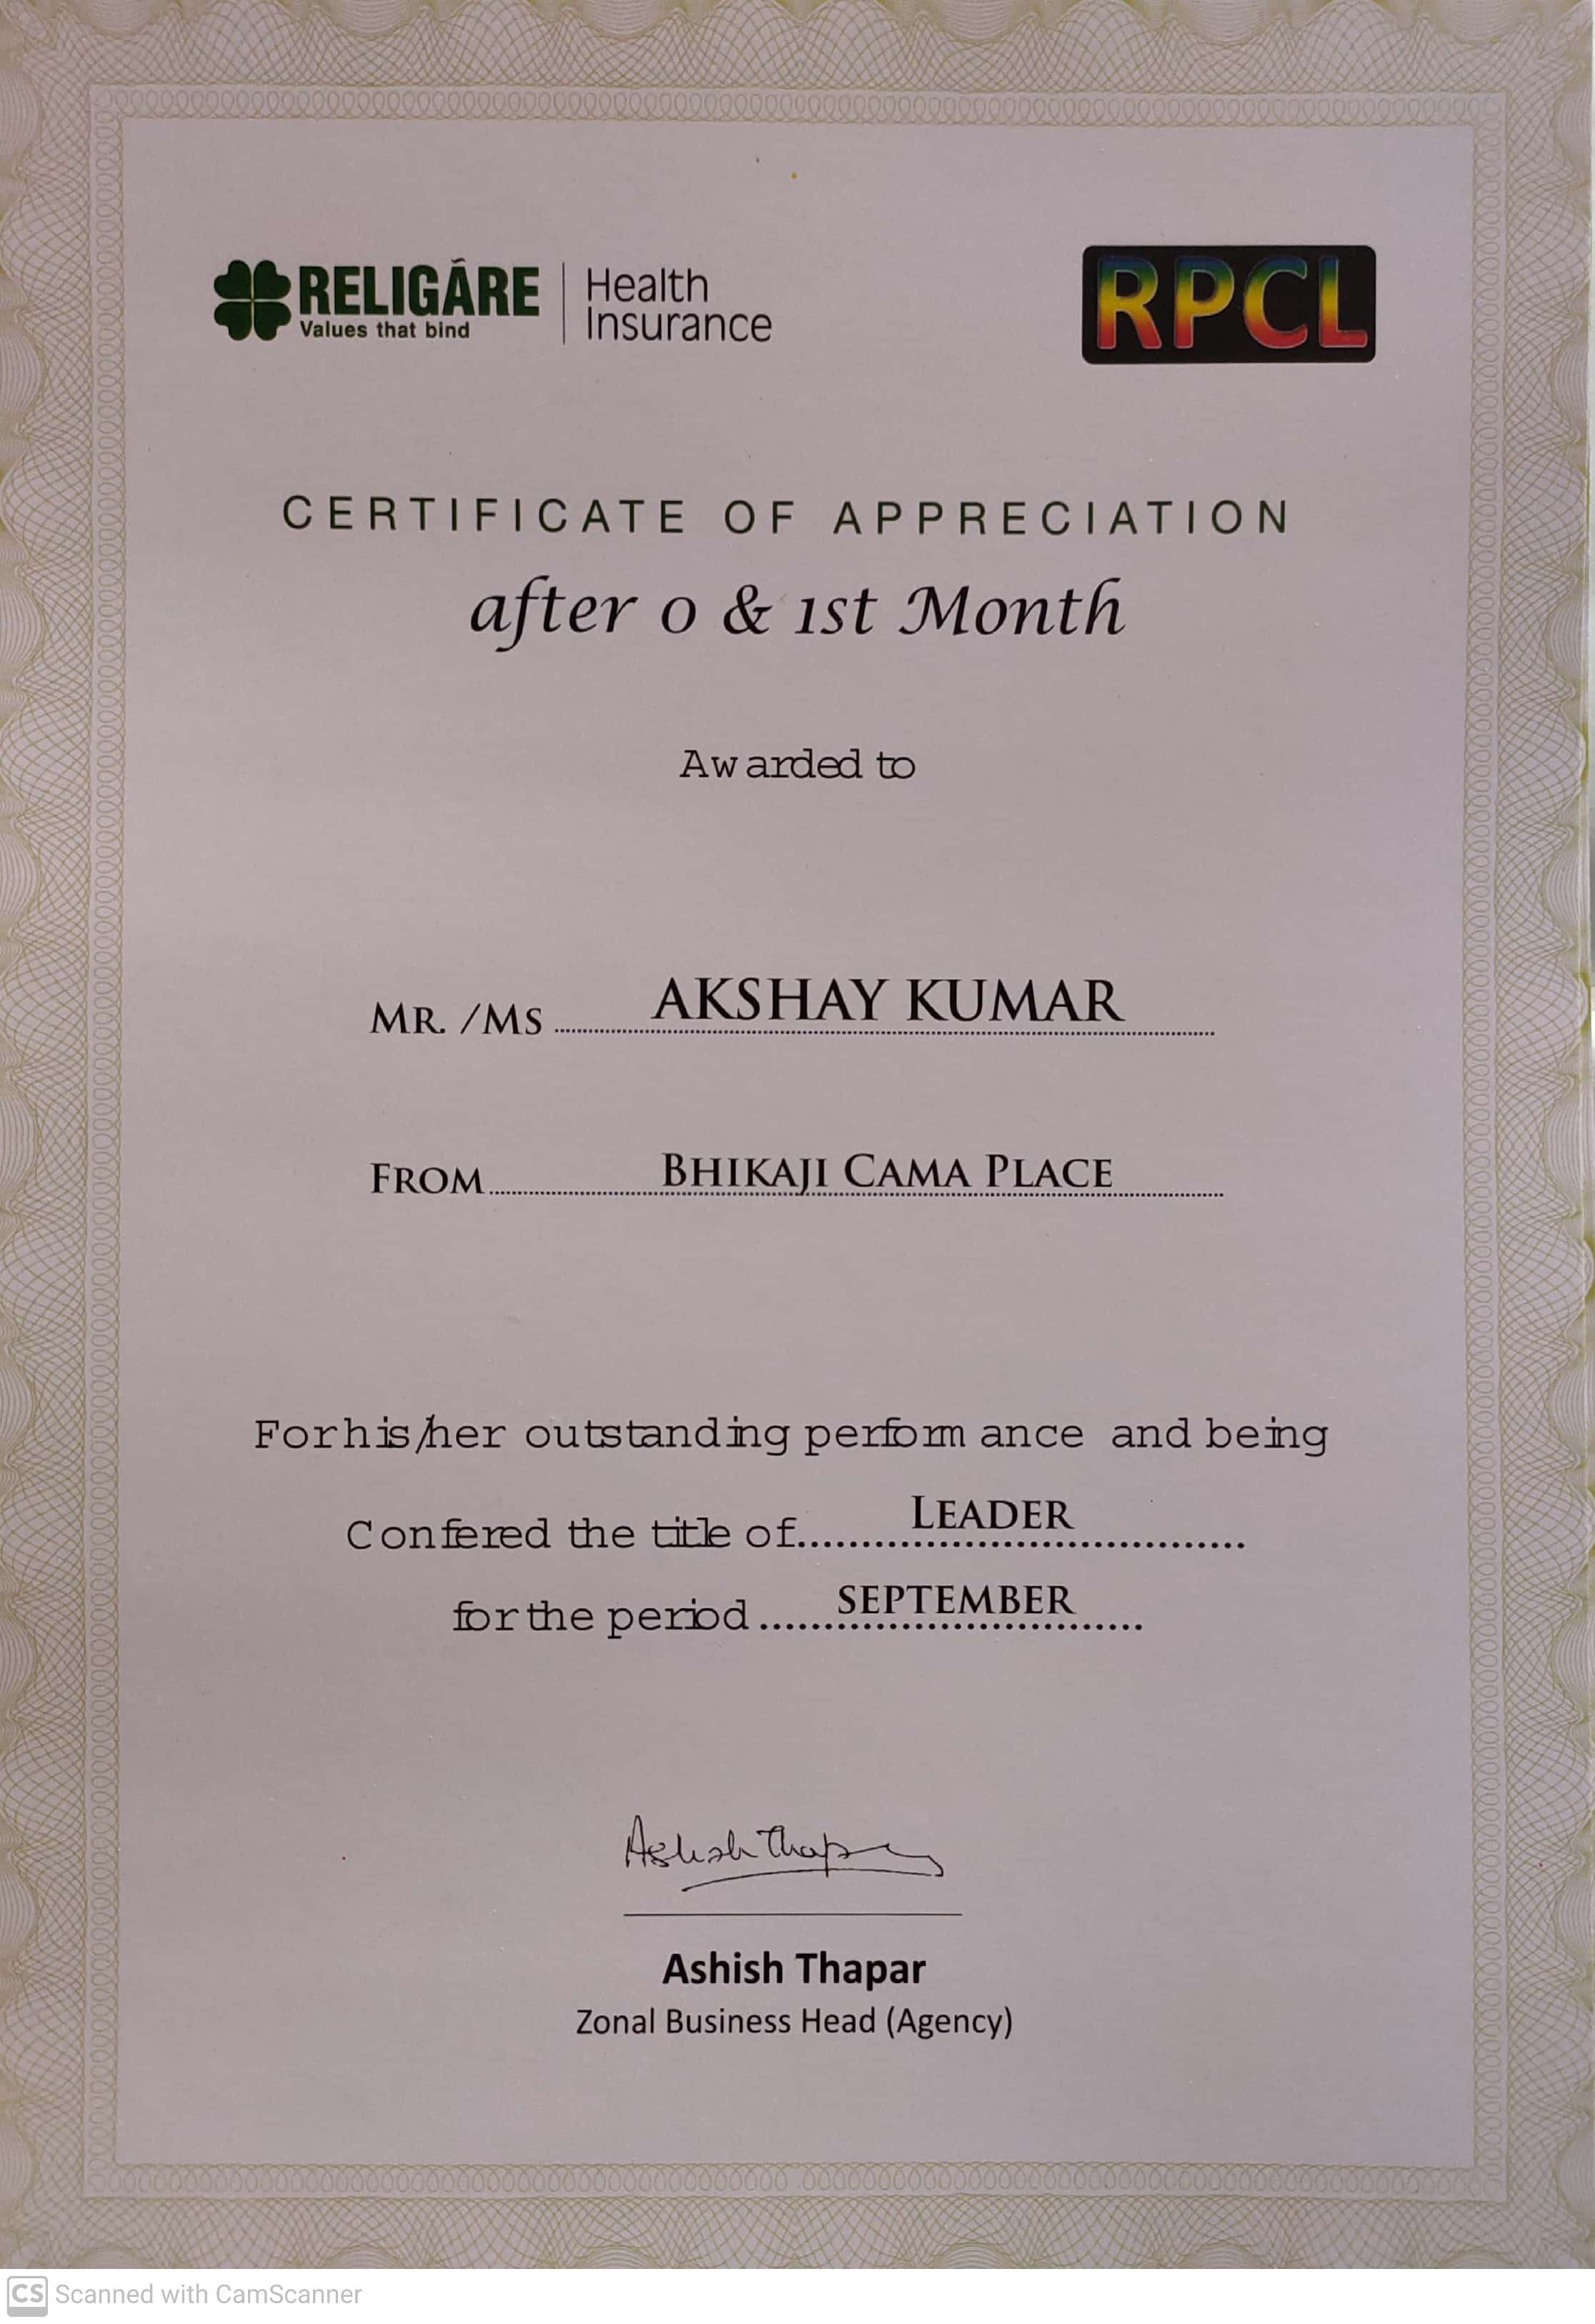 RELIGĀRE
Values that bind
Health
Insurance
RPCL
CERTIFICATE OF APPRECIATION
after 0 & 1st Month
Awarded to
MR. /MS AKSHAY KUMAR
FROM BHIKAJI CAMA PLACE
For his/her outstanding performance and being
Confered the title of LEADER
for the period SEPTEMBER
Ashish Thapar
Ashish Thapar
Zonal Business Head (Agency)
CS Scanned with CamScanner